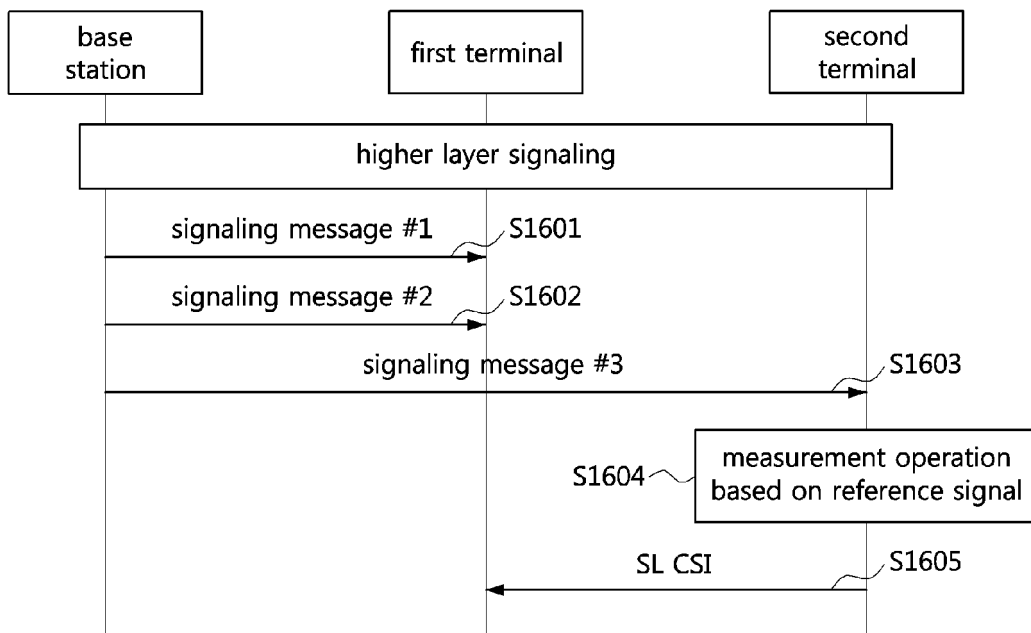 base
station
first terminal
second
terminal
higher layer signaling
signaling message #1
S1601
signaling message #2
S1602
signaling message #3
S1603
S1604
measurement operation
based on reference signal
SL CSI
S1605